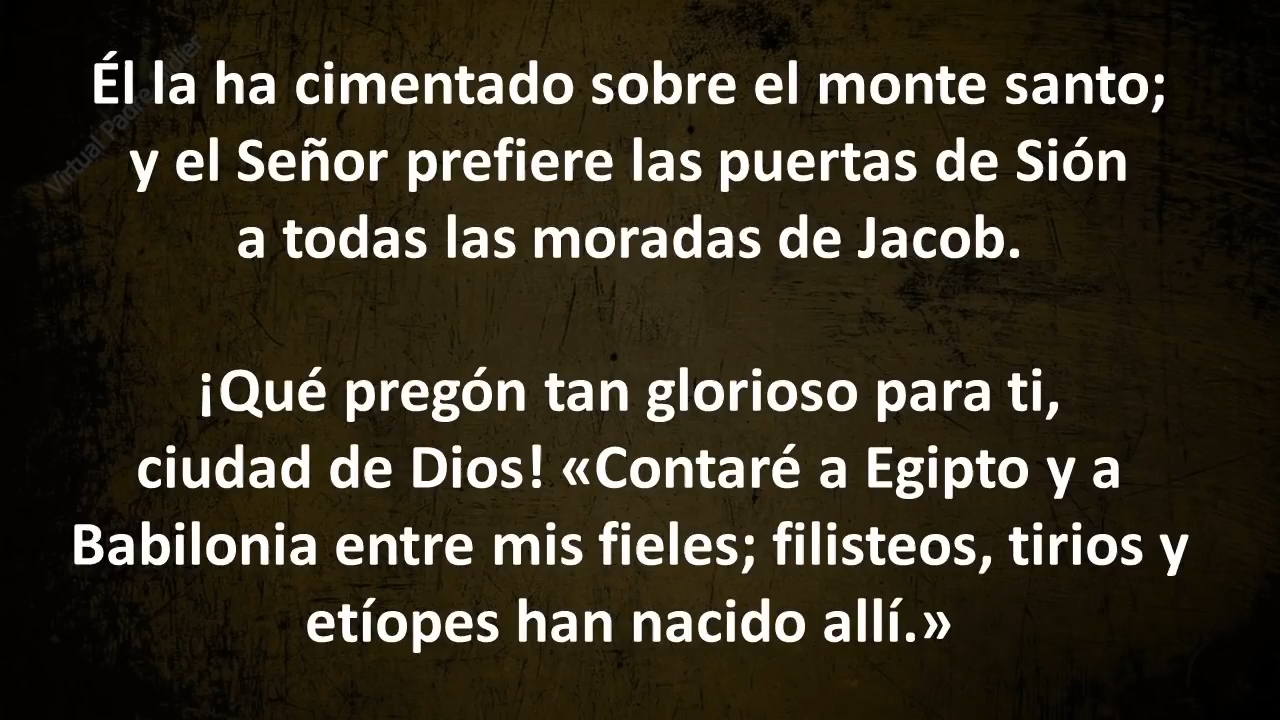 Él la ha cimentado sobre el monte santo;
y el Señor prefiere las puertas de Sión
a todas las moradas de Jacob.
¡Qué pregón tan glorioso para ti,
ciudad de Dios! «Contaré a Egipto y a
Babilonia entre mis fieles; filisteos, tirios y
etíopes han nacido allí.»
Virtual Padre